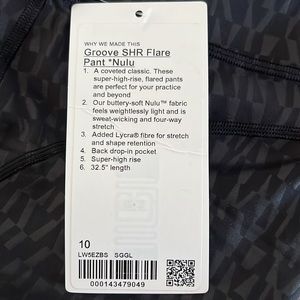 WHY WE MADE THIS
Groove SHR Flare
Pant *Nulu
1. A coveted classic. These
super-high-rise, flared pants
are perfect for your practice
and beyond
2. Our buttery-soft Nulu™ fabric
feels weightlessly light and is
sweat-wicking and four-way
stretch
3. Added Lycra® fibre for stretch
and shape retention
4. Back drop-in pocket
5. Super-high rise
6. 32.5" length
10
LW5EZBS SGGL
000143479049